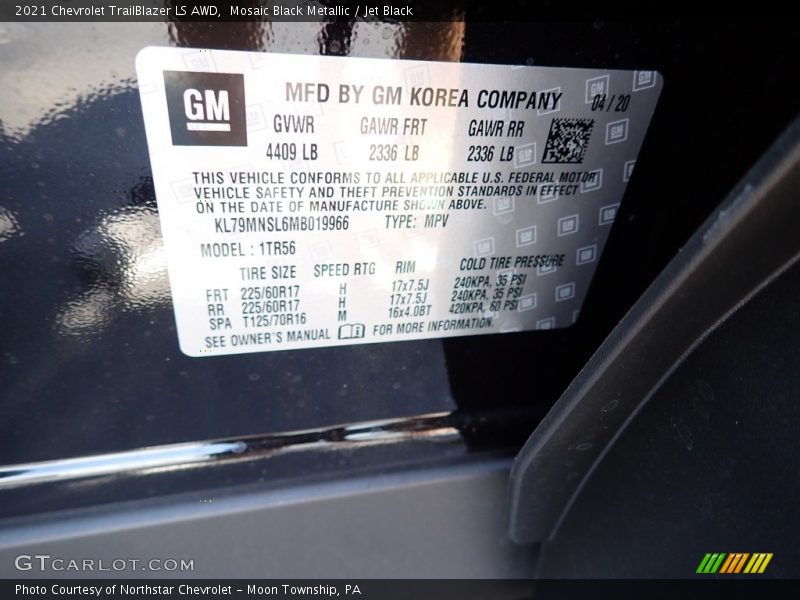 2021 Chevrolet TrailBlazer LS AWD, Mosaic Black Metallic / Jet Black
GM
MFD BY GM KOREA COMPANY 04 / 20
GVWR GAWR FRT GAWR RR
4409 LB 2336 LB 2336 LB
THIS VEHICLE CONFORMS TO ALL APPLICABLE U.S. FEDERAL MOTOR
VEHICLE SAFETY AND THEFT PREVENTION STANDARDS IN EFFECT
ON THE DATE OF MANUFACTURE SHOWN ABOVE.
KL79MNSL6MB019966 TYPE: MPV
MODEL : 1TR56
TIRE SIZE SPEED RTG RIM COLD TIRE PRESSURE
FRT 225/60R17 H 17x7.5J 240KPA, 35 PSI
RR 225/60R17 H 17x7.5J 240KPA, 35 PSI
SPA T125/70R16 M 16x4.0BT 420KPA, 60 PSI
SEE OWNER'S MANUAL FOR MORE INFORMATION.
GTCARLOT.COM
Photo Courtesy of Northstar Chevrolet - Moon Township, PA